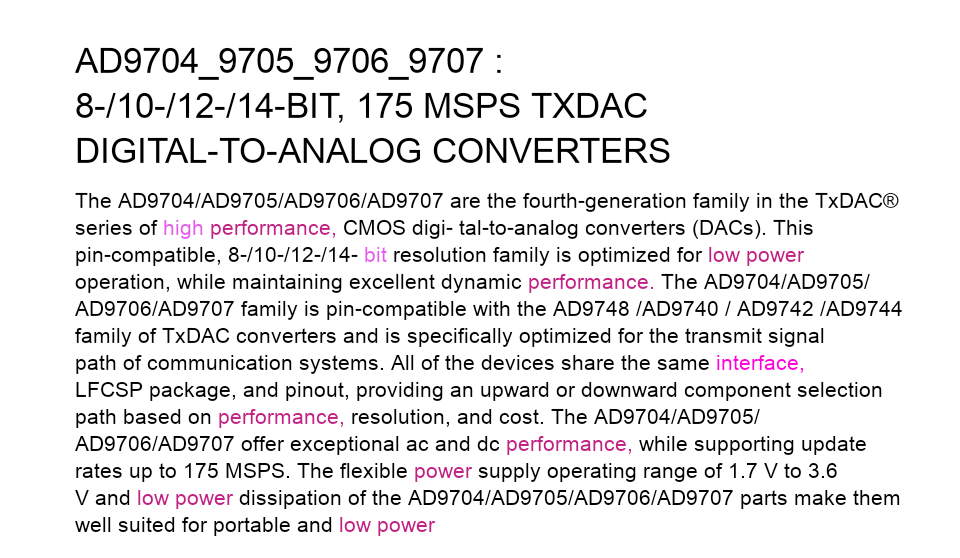 AD9704_9705_9706_9707 :
8-/10-/12-/14-BIT, 175 MSPS TXDAC
DIGITAL-TO-ANALOG CONVERTERS
The AD9704/AD9705/AD9706/AD9707 are the fourth-generation family in the TxDAC®
series of high performance, CMOS digi- tal-to-analog converters (DACs). This
pin-compatible, 8-/10-/12-/14- bit resolution family is optimized for low power
operation, while maintaining excellent dynamic performance. The AD9704/AD9705/
AD9706/AD9707 family is pin-compatible with the AD9748 /AD9740 / AD9742 /AD9744
family of TxDAC converters and is specifically optimized for the transmit signal
path of communication systems. All of the devices share the same interface,
LFCSP package, and pinout, providing an upward or downward component selection
path based on performance, resolution, and cost. The AD9704/AD9705/
AD9706/AD9707 offer exceptional ac and dc performance, while supporting update
rates up to 175 MSPS. The flexible power supply operating range of 1.7 V to 3.6
V and low power dissipation of the AD9704/AD9705/AD9706/AD9707 parts make them
well suited for portable and low power